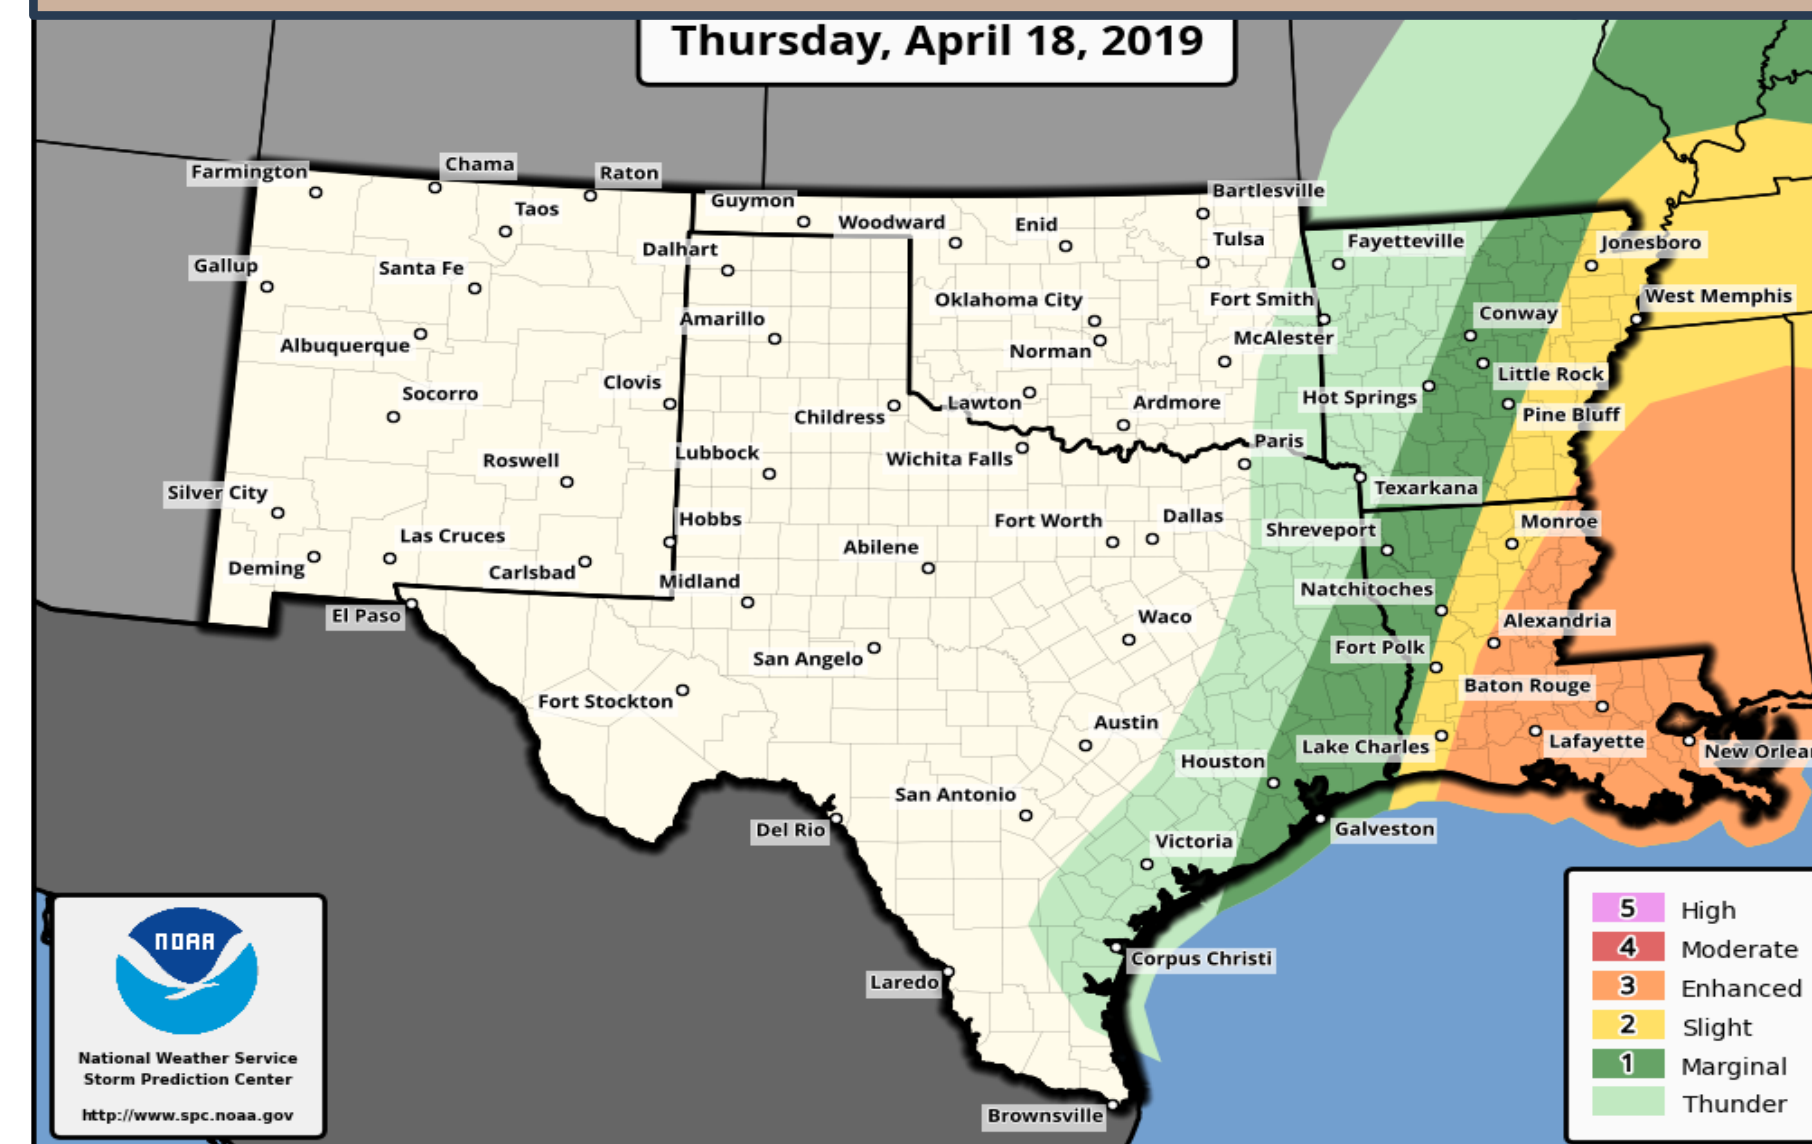 Thursday, April 18, 2019
Farmington
Chama
Raton
Taos
Guymon
Woodward
Enid
Bartlesville
Tulsa
Fayetteville
Jonesboro
Gallup
Santa Fe
Dalhart
Oklahoma City
Fort Smith
West Memphis
Albuquerque
Amarillo
Norman
McAlester
Conway
Socorro
Clovis
Childress
Lawton
Ardmore
Hot Springs
Little Rock
Pine Bluff
Roswell
Lubbock
Wichita Falls
Paris
Texarkana
Silver City
Las Cruces
Hobbs
Fort Worth
Dallas
Shreveport
Monroe
Deming
Carlsbad
Midland
Abilene
Natchitoches
El Paso
Waco
Alexandria
San Angelo
Fort Polk
Fort Stockton
Baton Rouge
Austin
Lake Charles
Lafayette
New Orlea
Houston
San Antonio
Del Rio
Victoria
Galveston
Laredo
Corpus Christi
Brownsville
NOAA
National Weather Service
Storm Prediction Center
http://www.spc.noaa.gov
5 High
4 Moderate
3 Enhanced
2 Slight
1 Marginal
Thunder